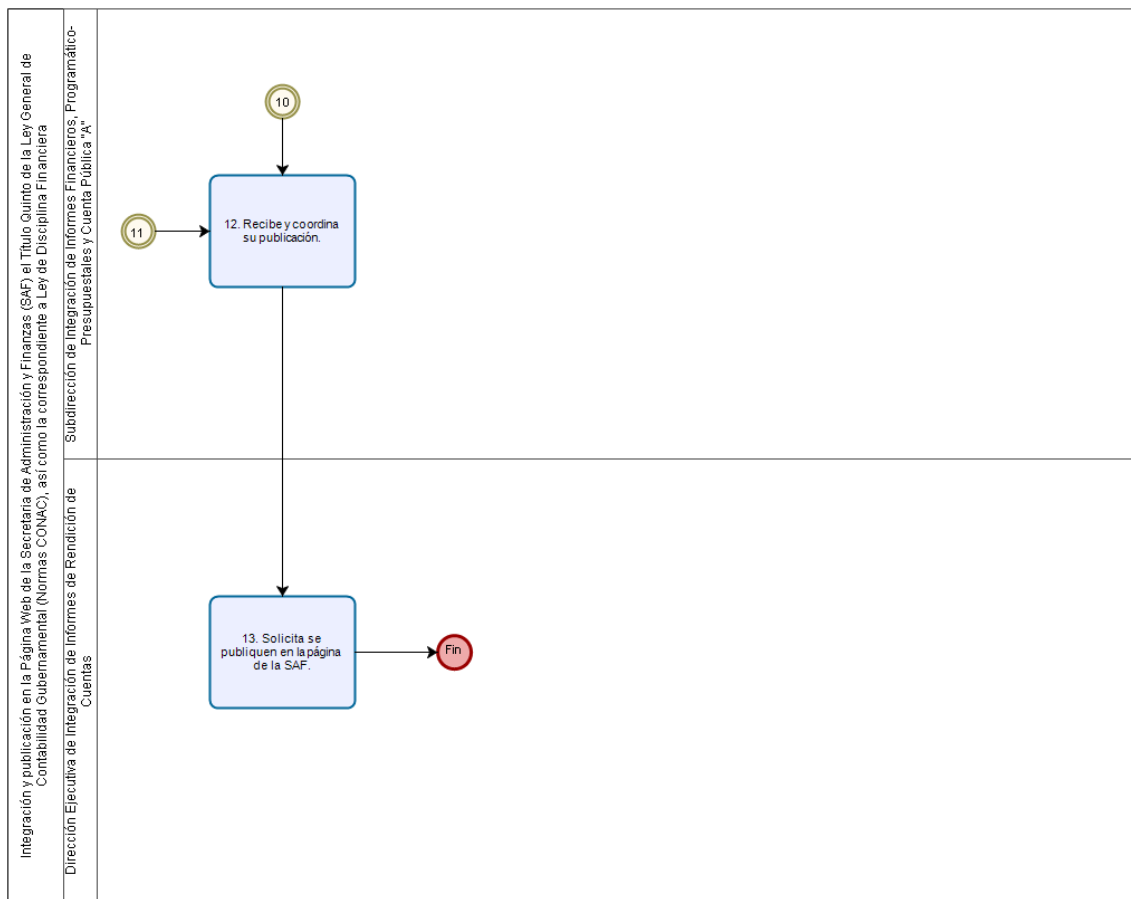 Integración y publicación en la Página Web de la Secretaria de Administración y Finanzas (SAF) el Título Quinto de la Ley General de
Contabilidad Gubernamental (Normas CONAC), así como la correspondiente a Ley de Disciplina Financiera
Subdirección de Integración de Informes Financieros, Programático-
Presupuestales y Cuenta Pública "A"
10
11
12. Recibe y coordina
su publicación.
Dirección Ejecutiva de Integración de Informes de Rendición de
Cuentas
13. Solicita se
publiquen en la página
de la SAF.
Fin